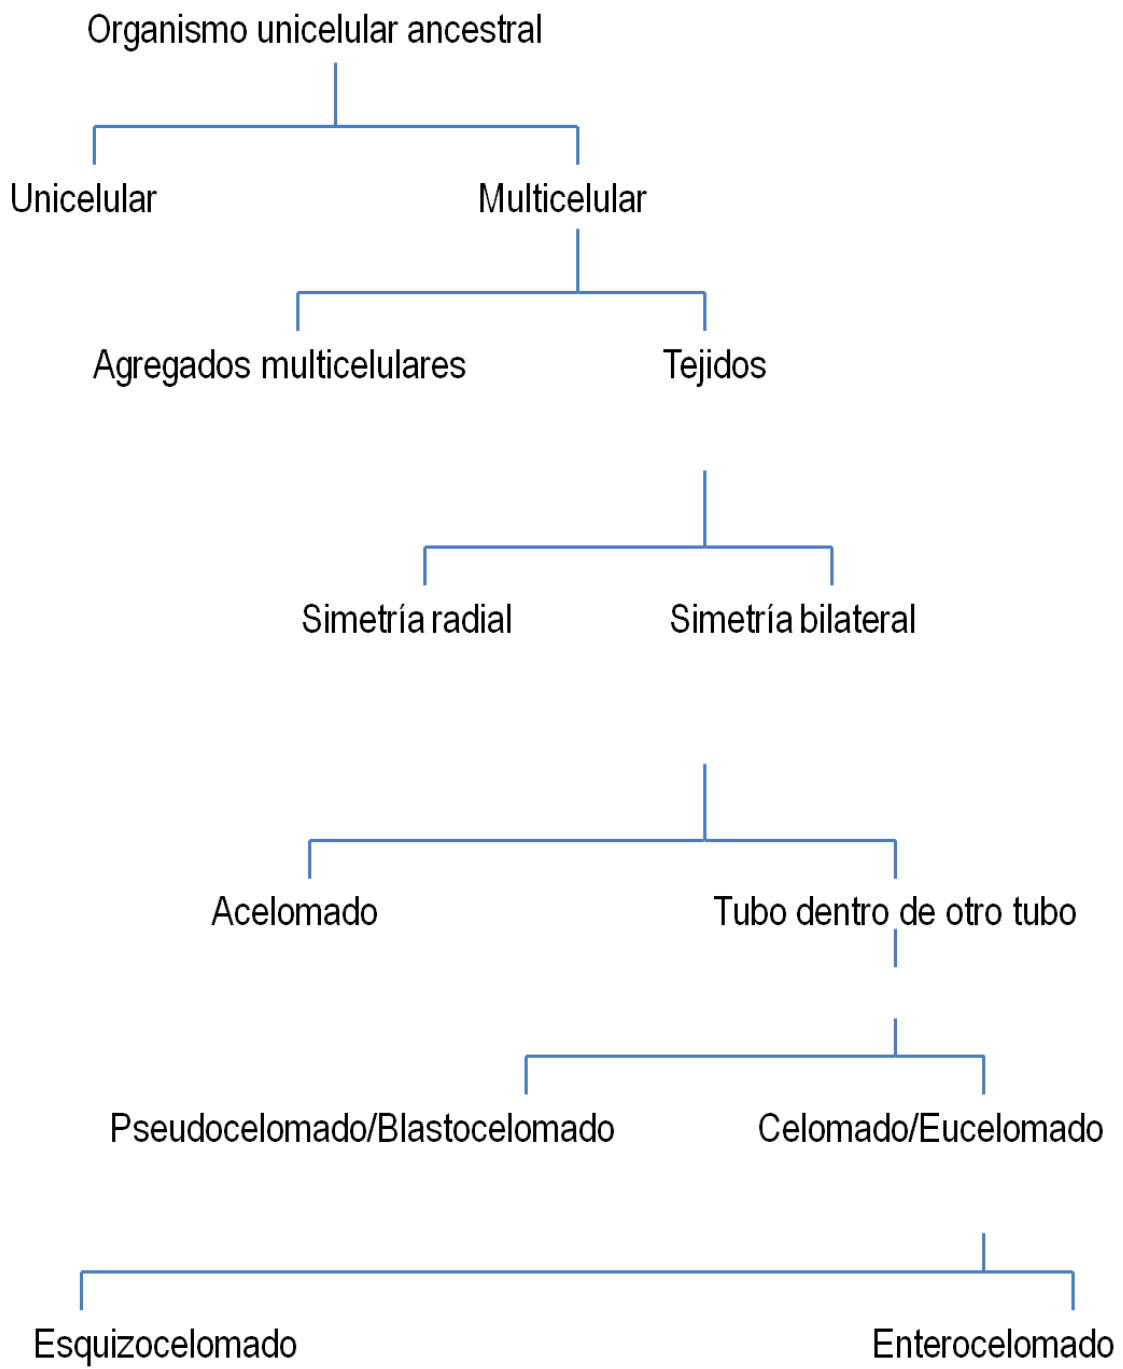 Organismo unicelular ancestral
Unicelular
Multicelular
Agregados multicelulares
Tejidos
Simetría radial
Simetría bilateral
Acelomado
Tubo dentro de otro tubo
Pseudocelomado/Blastocelomado
Celomado/Eucelomado
Esquizocelomado
Enterocelomado